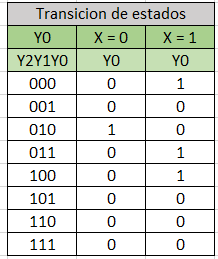 Transicion de estados
Y0 X = 0 X = 1
Y2Y1Y0 Y0 Y0
000 0 1
001 0 0
010 1 0
011 0 1
100 0 1
101 0 0
110 0 0
111 0 0